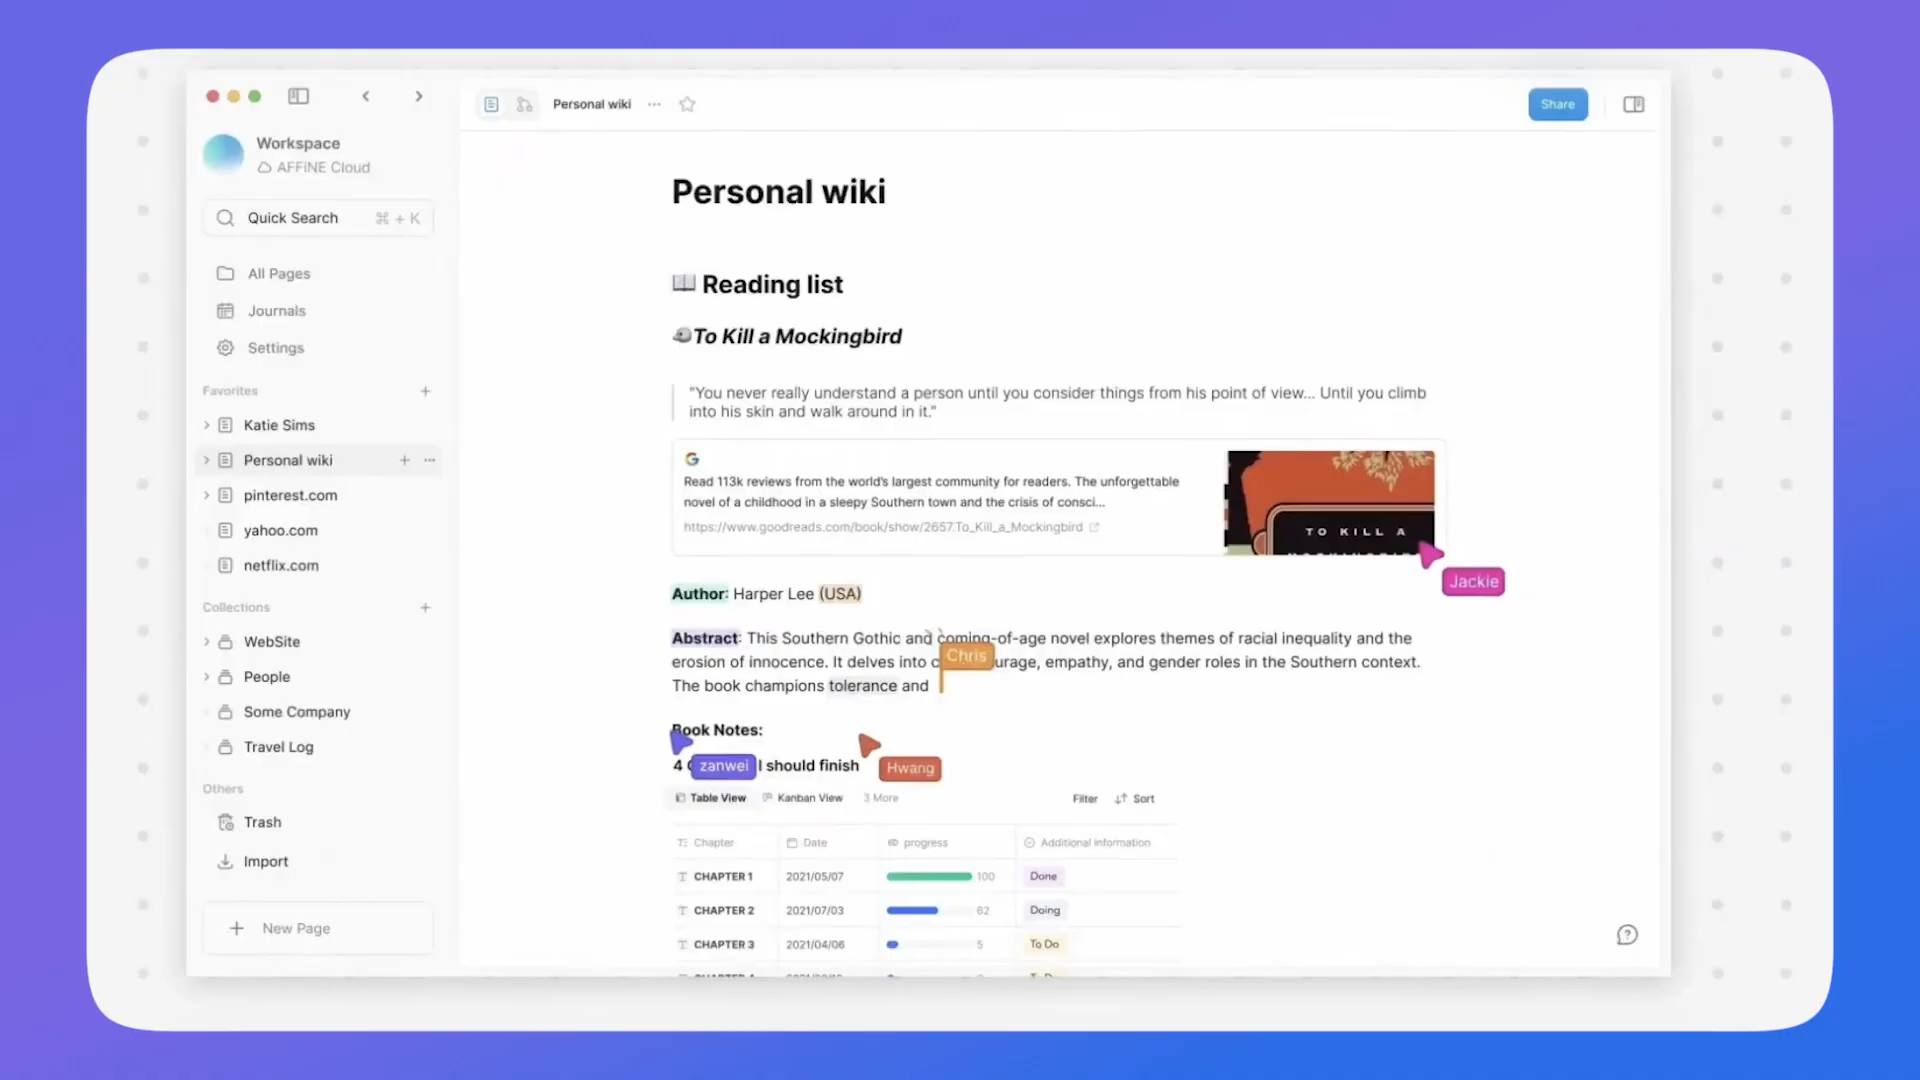 Workspace
AFFiNE Cloud
Quick Search ⌘ + K
All Pages
Journals
Settings
Favorites
Katie Sims
Personal wiki
pinterest.com
yahoo.com
netflix.com
Collections
WebSite
People
Some Company
Travel Log
Others
Trash
Import
New Page
Personal wiki
Share
Personal wiki
Reading list
To Kill a Mockingbird
"You never really understand a person until you consider things from his point of view... Until you climb
into his skin and walk around in it."
Read 113k reviews from the world's largest community for readers. The unforgettable
novel of a childhood in a sleepy Southern town and the crisis of consci...
https://www.goodreads.com/book/show/2657.To_Kill_a_Mockingbird
TO KILL A
Jackie
Author: Harper Lee (USA)
Abstract: This Southern Gothic and coming-of-age novel explores themes of racial inequality and the
erosion of innocence. It delves into urage, empathy, and gender roles in the Southern context.
Chris
The book champions tolerance and
Book Notes:
4 I should finish
zanwei
Hwang
Table View Kanban View 3 More Filter Sort
Chapter Date progress Additional information
CHAPTER 1 2021/05/07 100 Done
CHAPTER 2 2021/07/03 62 Doing
CHAPTER 3 2021/04/06 5 To Do